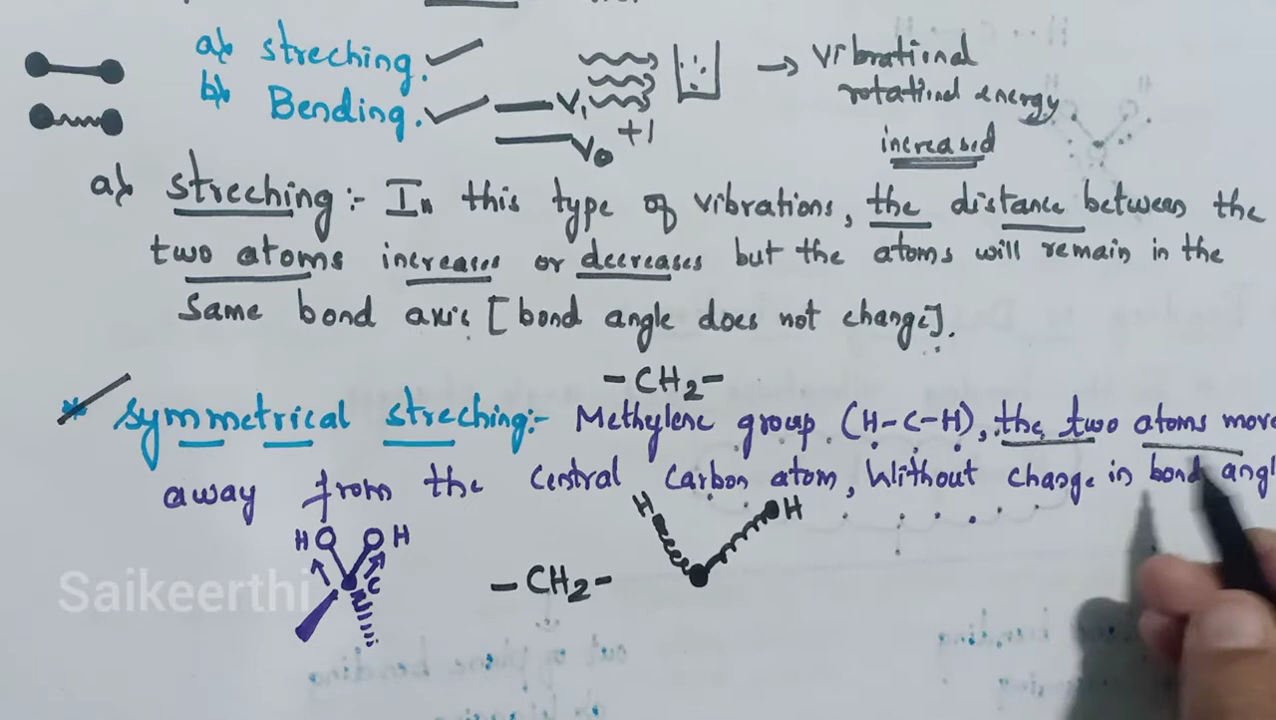 a) streching.
b) Bending.
V1
V0
+1
→ Vibrational
rotational energy
increased
a) streching:- In this type of vibrations, the distance between the
two atoms increases or decreases but the atoms will remain in the
same bond axis [bond angle does not change].
-CH2-
* symmetrical streching:- Methylene group (H-C-H), the two atoms move
away from the central carbon atom, without change in bond angl
H H
C
-CH2-
H H
Saikeerthi